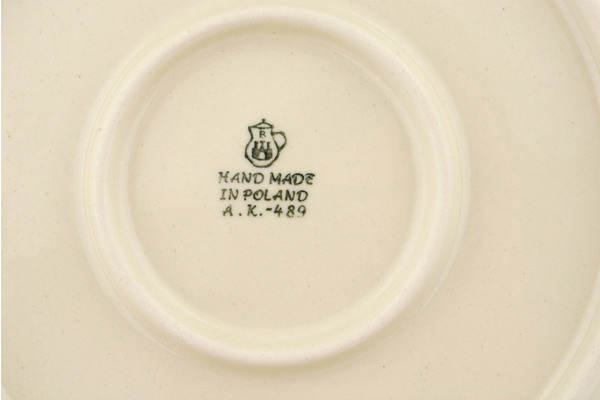 R
HAND MADE
IN POLAND
A.K.-489